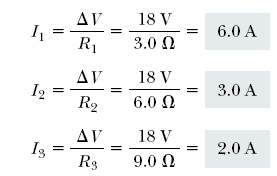 I₁ = ΔV / R₁ = 18 V / 3.0 Ω = 6.0 A
I₂ = ΔV / R₂ = 18 V / 6.0 Ω = 3.0 A
I₃ = ΔV / R₃ = 18 V / 9.0 Ω = 2.0 A